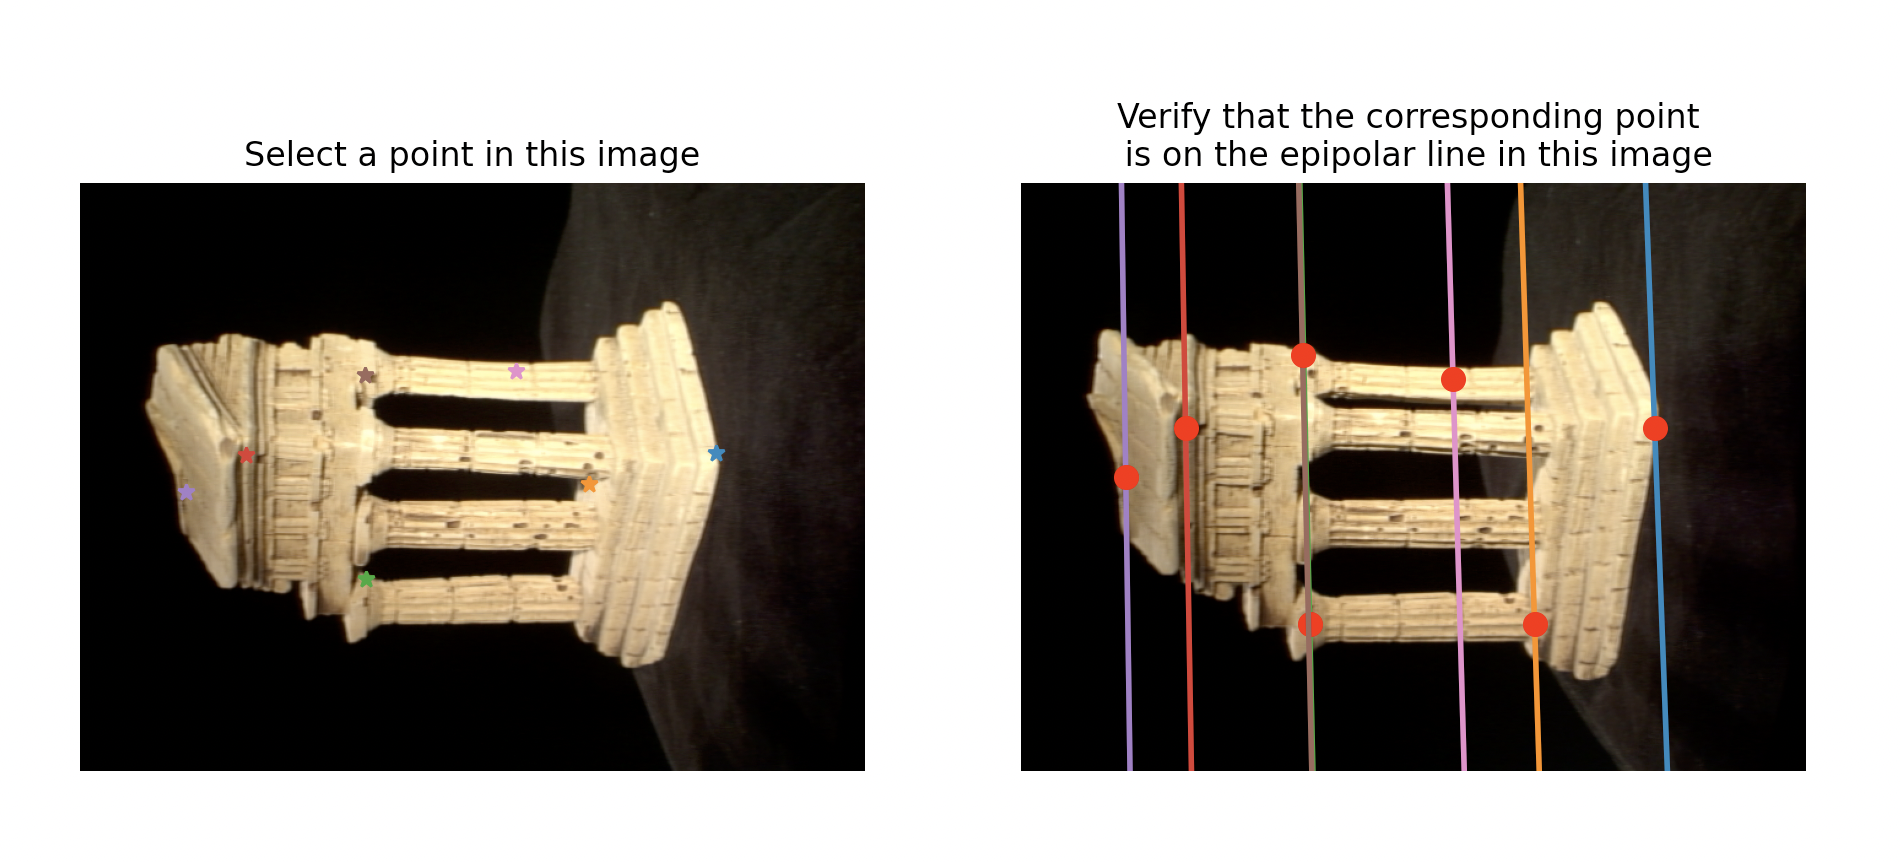 Select a point in this image
Verify that the corresponding point
is on the epipolar line in this image